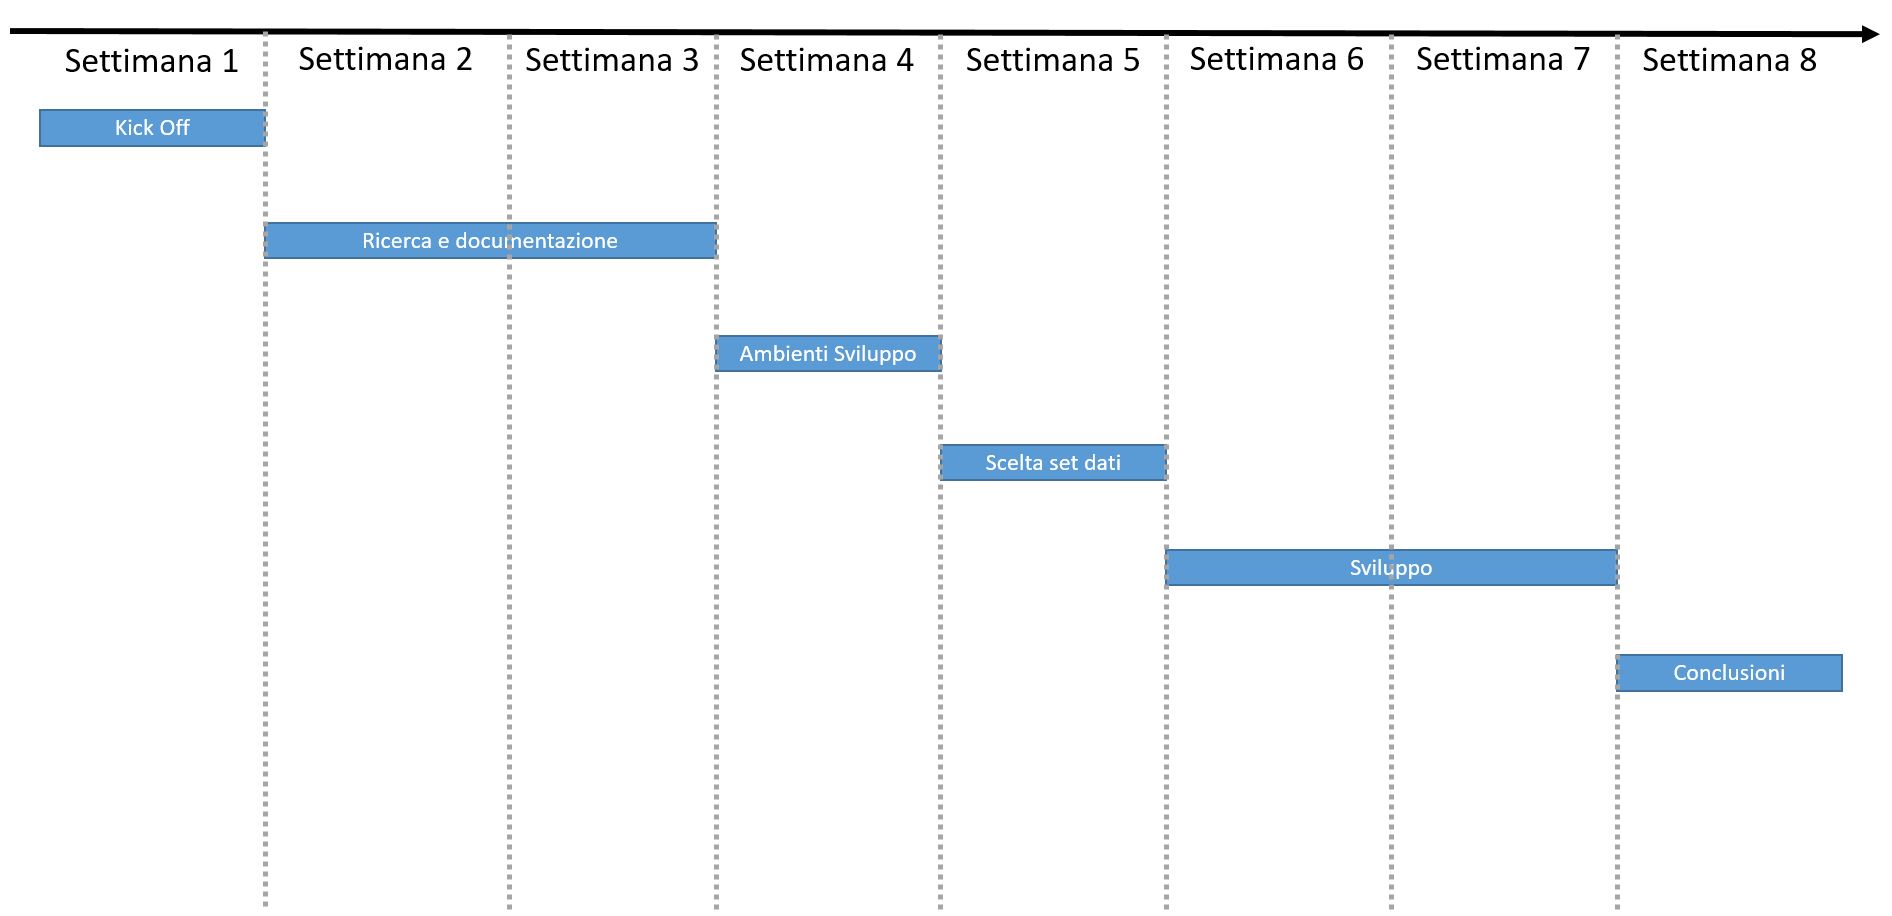 Settimana 1
Settimana 2
Settimana 3
Settimana 4
Settimana 5
Settimana 6
Settimana 7
Settimana 8
Kick Off
Ricerca e documentazione
Ambienti Sviluppo
Scelta set dati
Sviluppo
Conclusioni